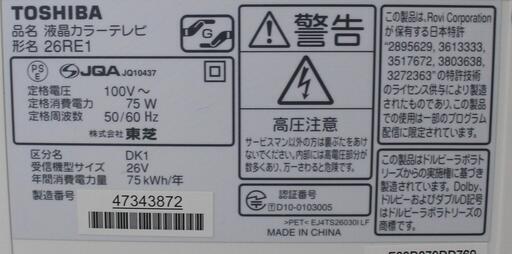 TOSHIBA
品名 液晶カラーテレビ
形名 26RE1
PS
E
JQA JQ10437
定格電圧 100V～
定格消費電力 75 W
定格周波数 50/60 Hz
株式会社 東芝
区分名 DK1
受信機型サイズ 26V
年間消費電力量 75 kWh/年
製造番号
47343872
G
警告
高圧注意
サービスマン以外の方は裏ぶたをあけ
ないでください。内部には高電圧部分が
数多くあり、万一さわると危険です。
認証番号
T D10-0103005
>PET< EJ4TS26030I LF
MADE IN CHINA
この製品は、Rovi Corporation
が保有する日本特許
"2895629, 3613333,
3517672, 3803638,
3272363"の特許技術
のライセンス供与により製造
されたものであり、この製品
での使用は一部のプログラム
配信に限定されています。
この製品はドルビーラボラト
リーズからの実施権に基づき
製造されています。Dolby、
ドルビーおよびダブルD記号
はドルビーラボラトリーズの
商標です。